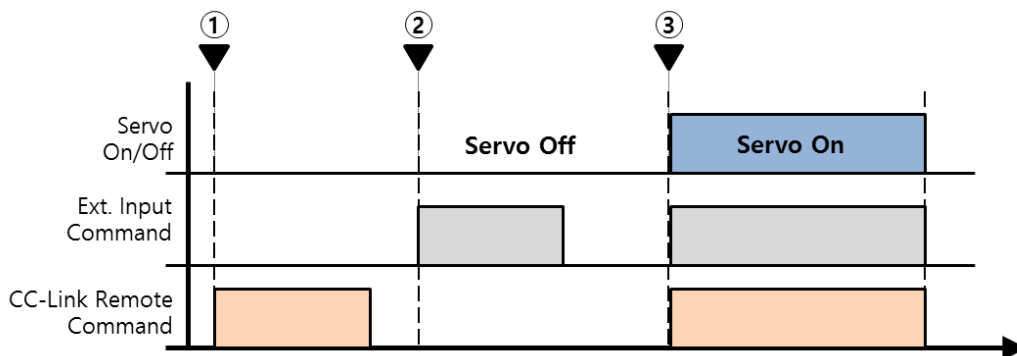 ① ② ③
Servo
On/Off
Servo Off
Servo On
Ext. Input
Command
CC-Link Remote
Command